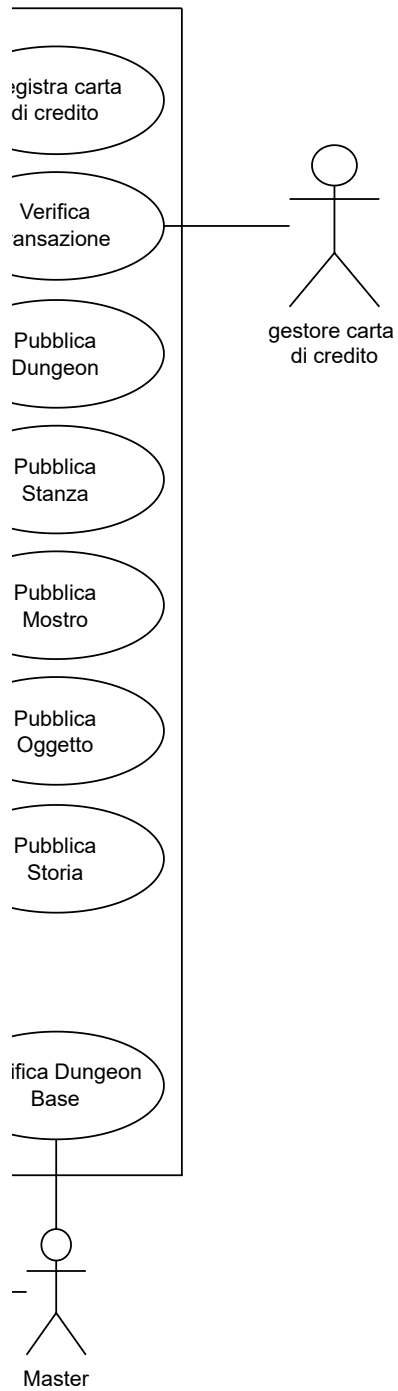 egistra carta
di credito
Verifica
ansazione
gestore carta
di credito
Pubblica
Dungeon
Pubblica
Stanza
Pubblica
Mostro
Pubblica
Oggetto
Pubblica
Storia
ifica Dungeon
Base
Master